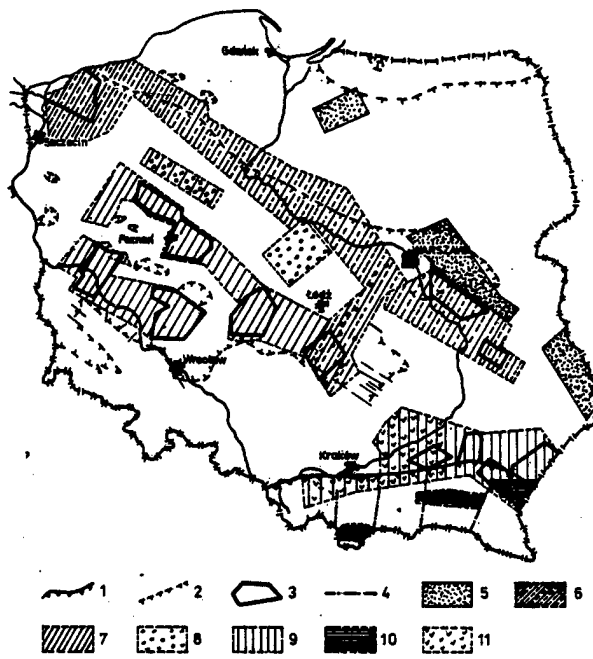 Gdańsk
Szczecin
Poznań
Łódź
Wrocław
Kraków
1 2 3 4 5 6
7 8 9 10 11